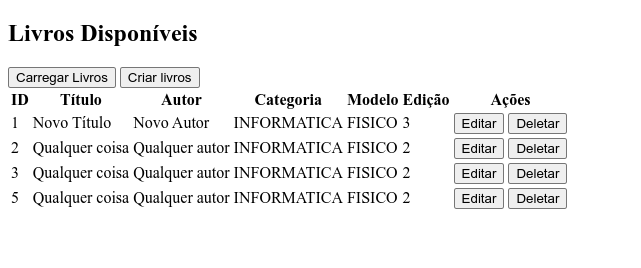 Livros Disponíveis
Carregar Livros Criar livros
ID Título Autor Categoria Modelo Edição Ações
1 Novo Título Novo Autor INFORMATICA FISICO 3 Editar Deletar
2 Qualquer coisa Qualquer autor INFORMATICA FISICO 2 Editar Deletar
3 Qualquer coisa Qualquer autor INFORMATICA FISICO 2 Editar Deletar
5 Qualquer coisa Qualquer autor INFORMATICA FISICO 2 Editar Deletar